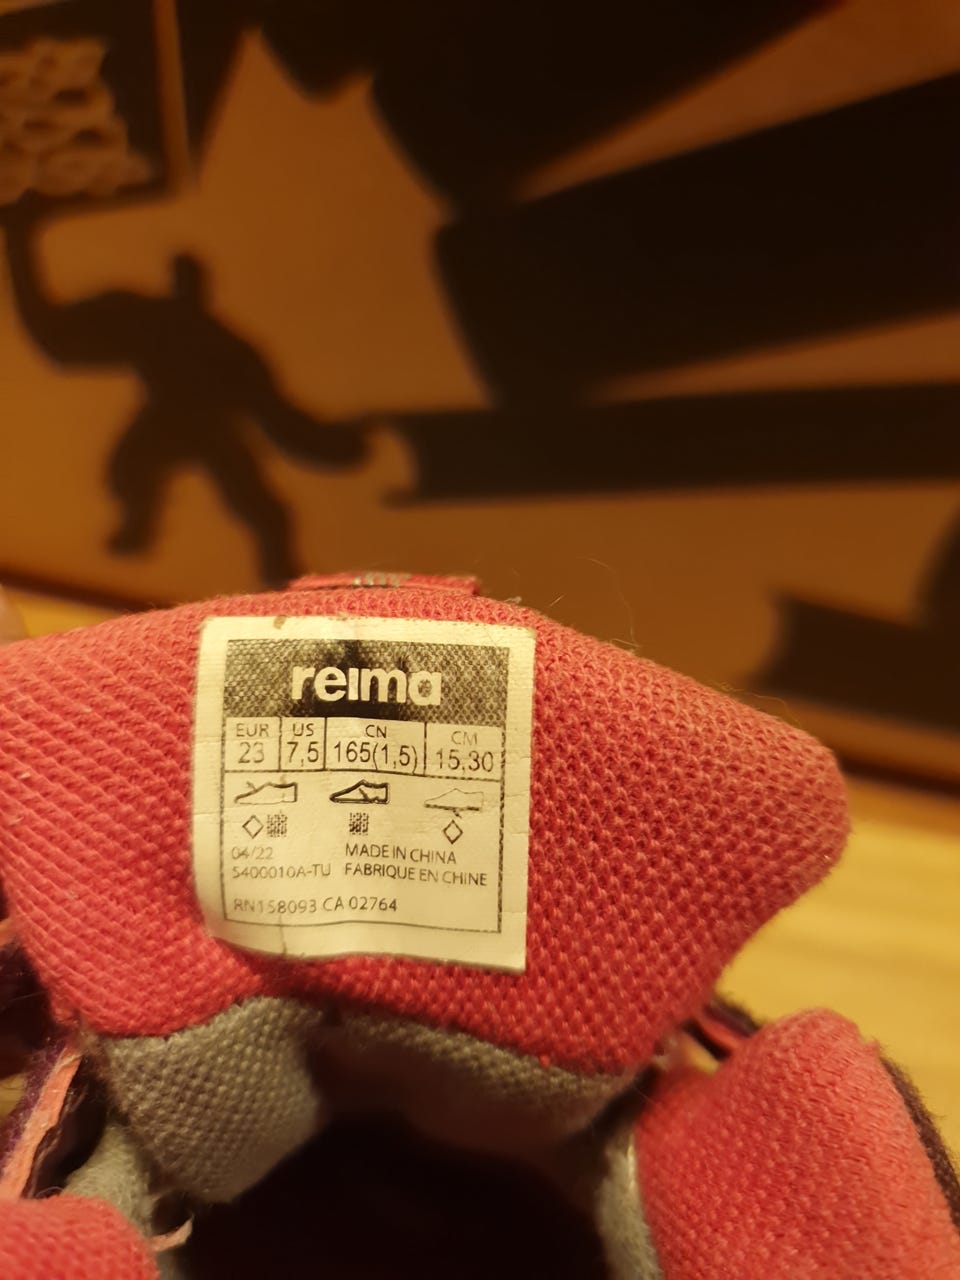 reima
EUR US CN CM
23 7,5 165(1,5) 15,30
04/22 MADE IN CHINA
5400010A-TU FABRIQUE EN CHINE
RN158093 CA 02764